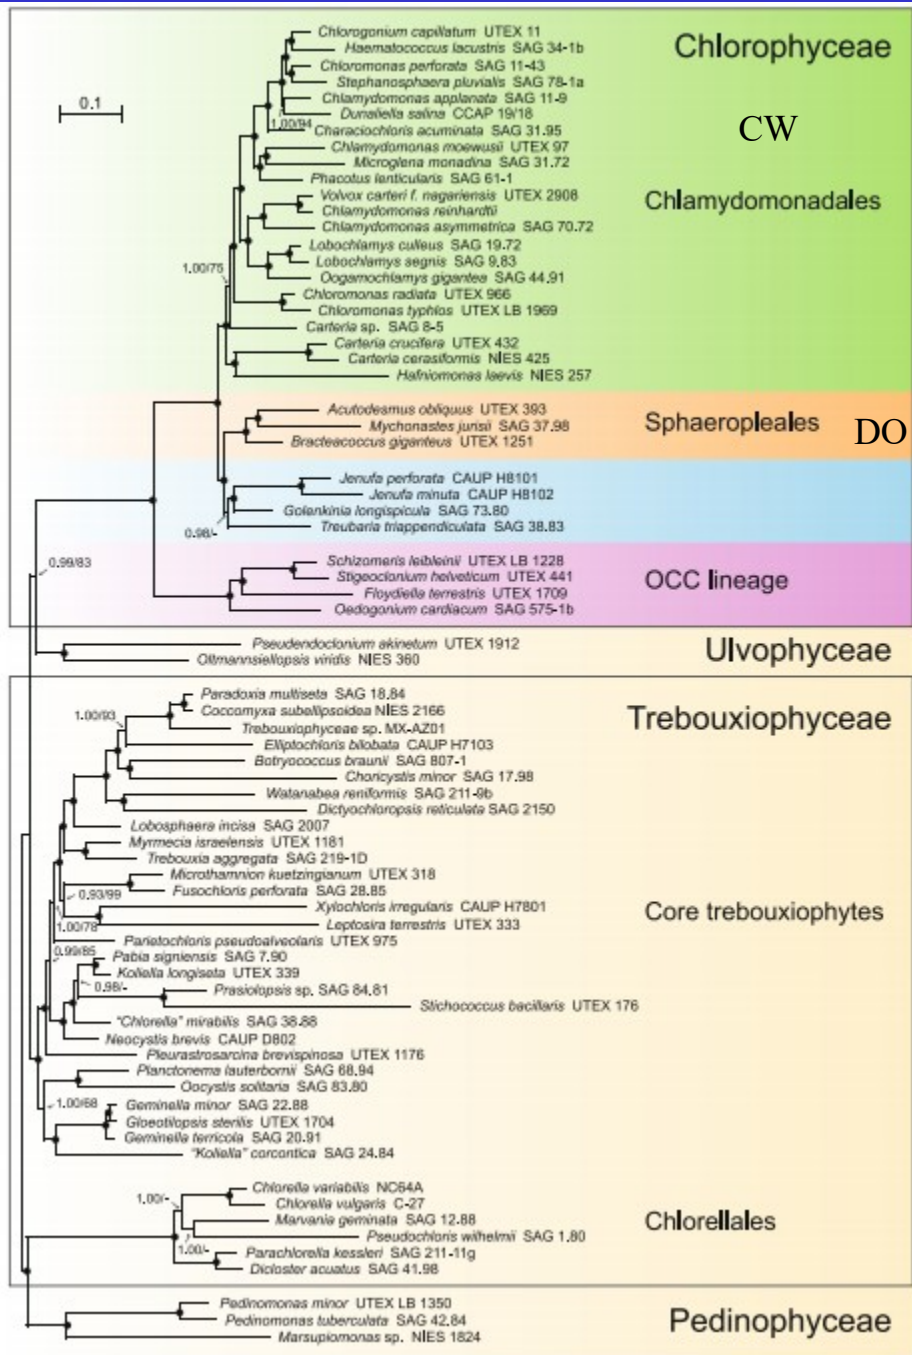 Chlorogonium capillatum UTEX 11
Haematococcus lacustris SAG 34-1b
Chlorophyceae
Chloromonas perforata SAG 11-43
Stephanosphaera pluvialis SAG 78-1a
0.1
Chlamydomonas applanata SAG 11-9
Dunaliella salina CCAP 19/18
1.00/94
Characiochloris acuminata SAG 31.95
CW
Chlamydomonas moewusii UTEX 97
Microglena monadina SAG 31.72
Phacotus lenticularis SAG 61-1
Volvox carteri f. nagariensis UTEX 2908
Chlamydomonadales
Chlamydomonas reinhardtii
Chlamydomonas asymmetrica SAG 70.72
Lobochlamys culleus SAG 19.72
Lobochlamys segnis SAG 9.83
1.00/75
Oogamochlamys gigantea SAG 44.91
Chloromonas radiata UTEX 966
Chloromonas typhlos UTEX LB 1969
Carteria sp. SAG 8-5
Carteria crucifera UTEX 432
Carteria cerasiformis NIES 425
Hafniomonas laevis NIES 257
Acutodesmus obliquus UTEX 393
Mychonastes jurisii SAG 37.98
Sphaeropleales
DO
Bracteacoccus giganteus UTEX 1251
Jenufa perforata CAUP H8101
Jenufa minuta CAUP H8102
Golenkinia longispicula SAG 73.80
Treubaria triappendiculata SAG 38.83
0.98/-
0.99/83
Schizomeris leibleinii UTEX LB 1228
Stigeoclonium helveticum UTEX 441
OCC lineage
Floydiella terrestris UTEX 1709
Oedogonium cardiacum SAG 575-1b
Pseudendoclonium akinetum UTEX 1912
Ulvophyceae
Oltmannsiellopsis viridis NIES 360
Paradoxia multiseta SAG 18.84
Coccomyxa subellipsoidea NIES 2166
1.00/93
Trebouxiophyceae
Trebouxiophyceae sp. MX-AZ01
Elliptochloris bilobata CAUP H7103
Botryococcus braunii SAG 807-1
Choricystis minor SAG 17.98
Watanabea reniformis SAG 211-9b
Dictyochloropsis reticulata SAG 2150
Lobosphaera incisa SAG 2007
Myrmecia israelensis UTEX 1181
Trebouxia aggregata SAG 219-1D
Microthamnion kuetzingianum UTEX 318
0.93/99
Fusochloris perforata SAG 28.85
Xylochloris irregularis CAUP H7801
Core trebouxiophytes
1.00/78
Leptosira terrestris UTEX 333
Parietochloris pseudoalveolaris UTEX 975
0.99/85
Pabia signiensis SAG 7.90
Koliella longiseta UTEX 339
0.98/-
Prasiolopsis sp. SAG 84.81
Stichococcus bacillaris UTEX 176
"Chlorella" mirabilis SAG 38.88
Neocystis brevis CAUP D802
Pleurastrosarcina brevispinosa UTEX 1176
Planctonema lauterbornii SAG 68.94
Oocystis solitaria SAG 83.80
1.00/68
Geminella minor SAG 22.88
Gloeotilopsis sterilis UTEX 1704
Geminella terricola SAG 20.91
"Koliella" corcontica SAG 24.84
1.00/-
Chlorella variabilis NC64A
Chlorella vulgaris C-27
Marvania geminata SAG 12.88
Chlorellales
Pseudochloris wilhelmii SAG 1.80
1.00/-
Parachlorella kessleri SAG 211-11g
Dicloster acuatus SAG 41.98
Pedinomonas minor UTEX LB 1350
Pedinomonas tuberculata SAG 42.84
Pedinophyceae
Marsupiomonas sp. NIES 1824